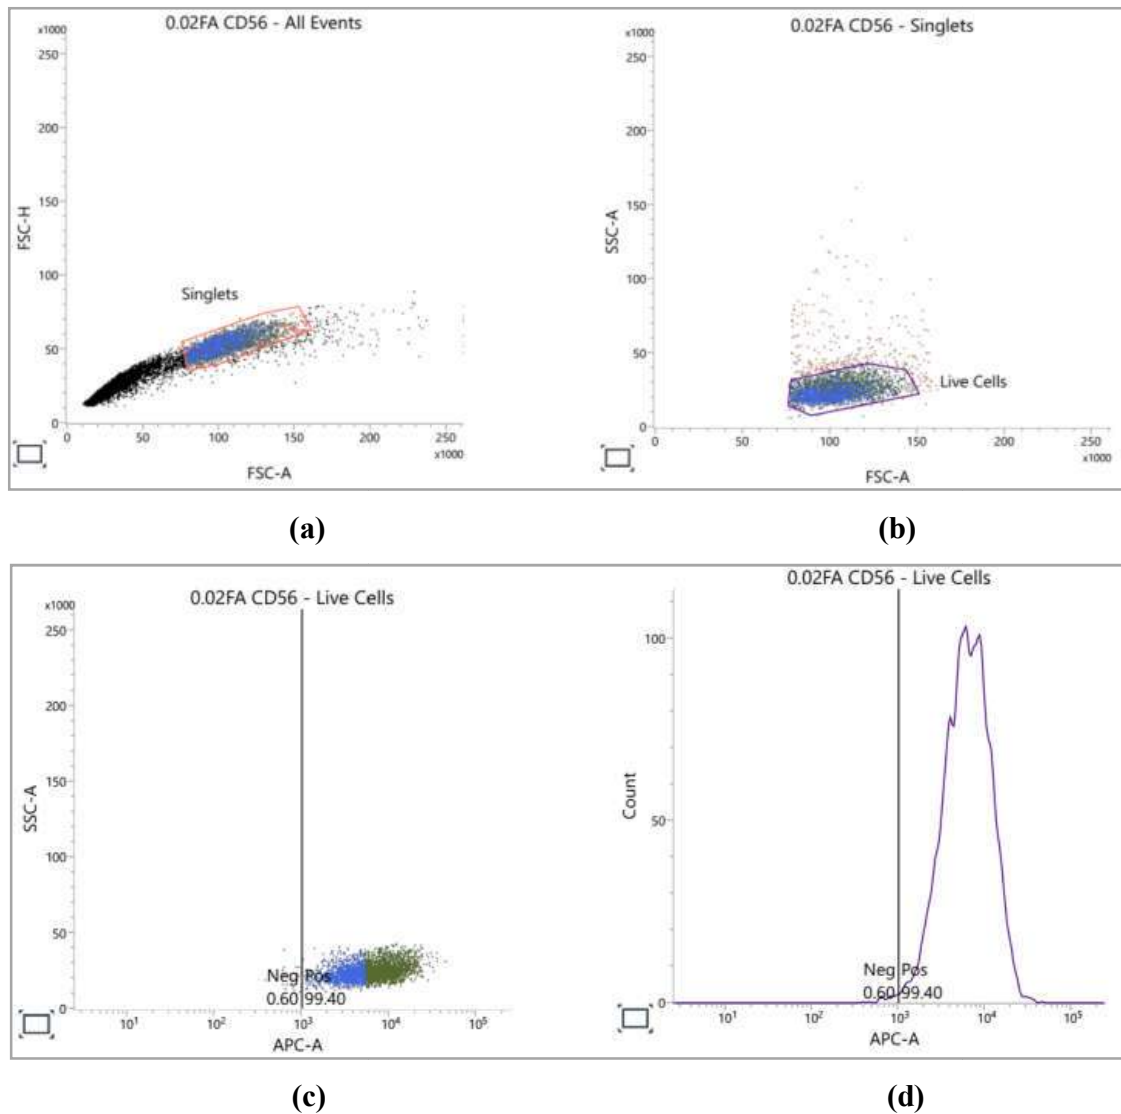 0.02FA CD56 - All Events
x1000
250
200
150
100
50
0
FSC-H
Singlets
0 50 100 150 200 250
x1000
FSC-A
0.02FA CD56 - Singlets
x1000
250
200
150
100
50
0
SSC-A
Live Cells
0 50 100 150 200 250
x1000
FSC-A
(a)
(b)
0.02FA CD56 - Live Cells
x1000
250
200
150
100
50
0
SSC-A
Neg Pos
0.60 99.40
10¹ 10² 10³ 10⁴ 10⁵
APC-A
0.02FA CD56 - Live Cells
100
50
0
Count
Neg Pos
0.60 99.40
10¹ 10² 10³ 10⁴ 10⁵
APC-A
(c)
(d)